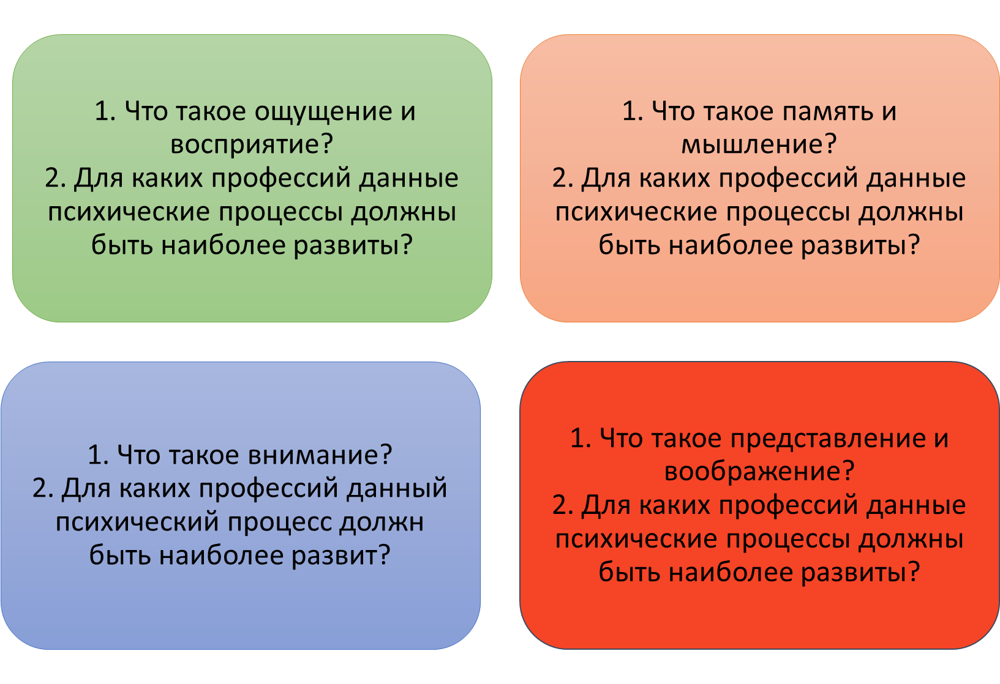 1. Что такое ощущение и
восприятие?
2. Для каких профессий данные
психические процессы должны
быть наиболее развиты?
1. Что такое память и
мышление?
2. Для каких профессий данные
психические процессы должны
быть наиболее развиты?
1. Что такое внимание?
2. Для каких профессий данный
психический процесс должн
быть наиболее развит?
1. Что такое представление и
воображение?
2. Для каких профессий данные
психические процессы должны
быть наиболее развиты?